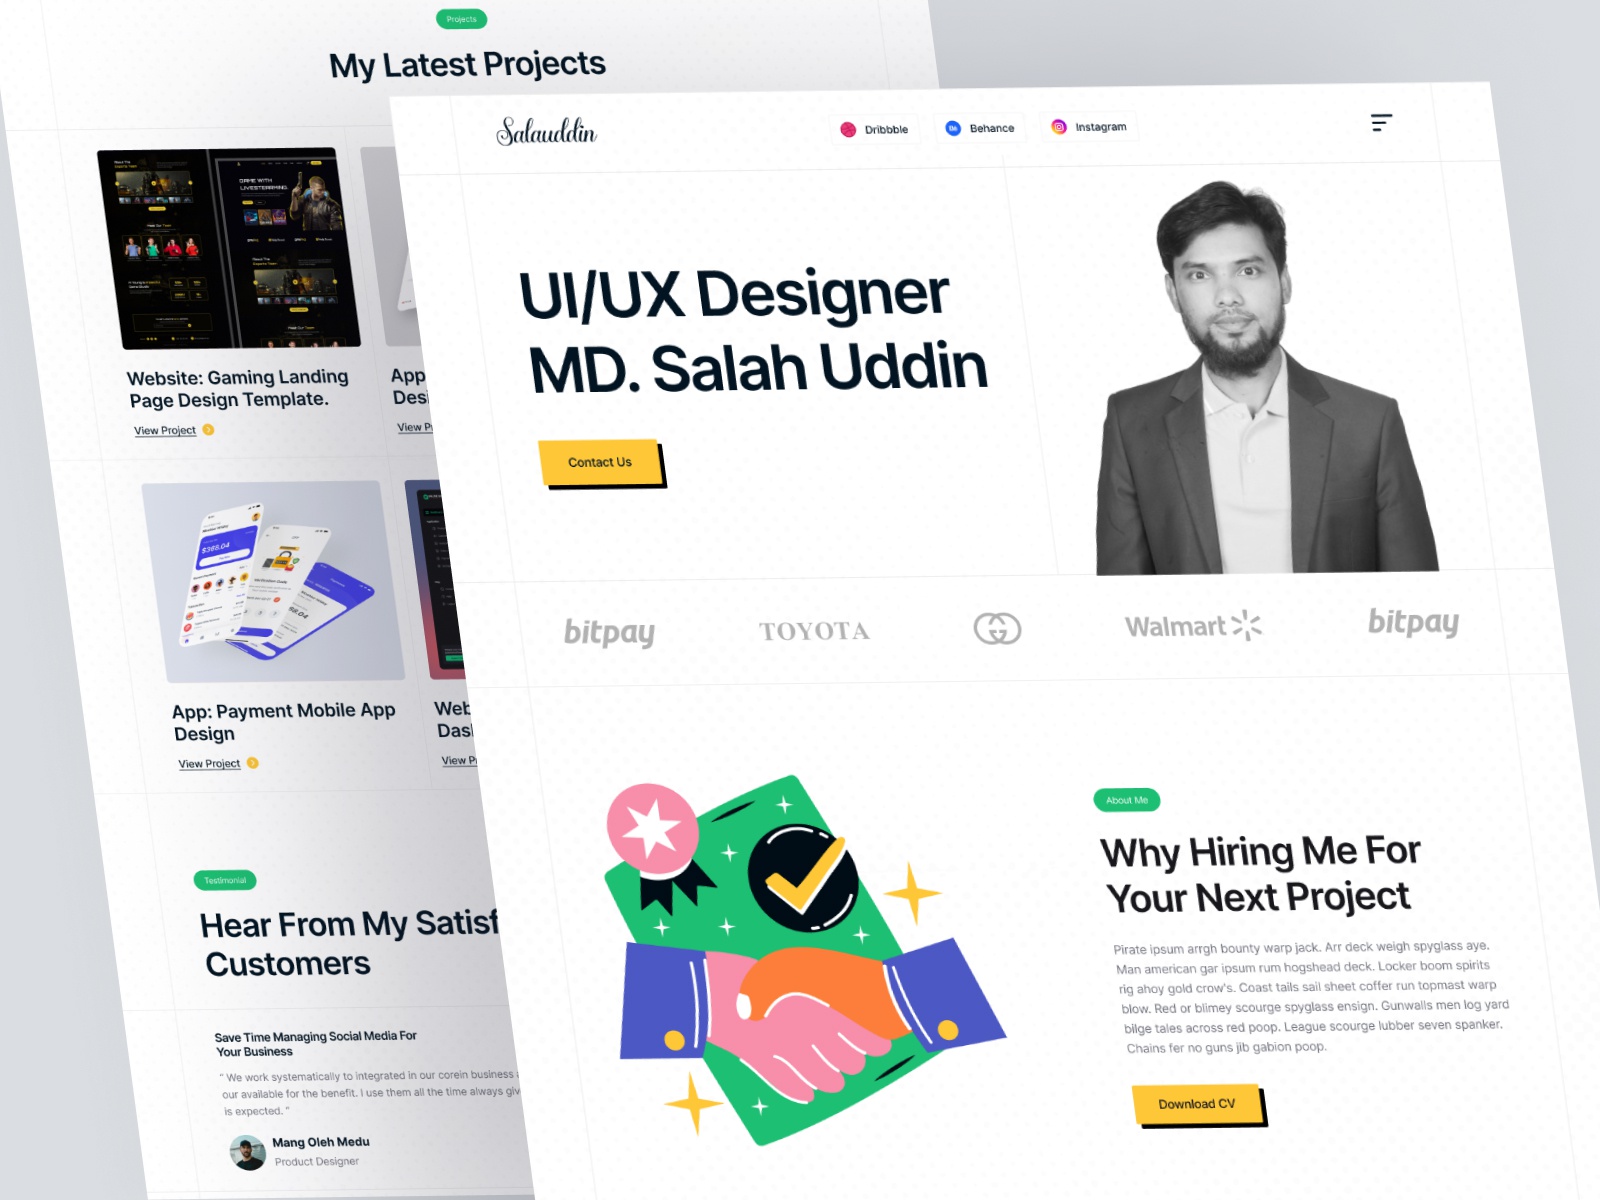 Projects
My Latest Projects
GAME WITH
LIVESTREAMING.
Website: Gaming Landing
Page Design Template.
View Project
App
Desi
View P
$368.04
App: Payment Mobile App
Design
View Project
Web
Das
View P
Testimonial
Hear From My Satisf
Customers
Save Time Managing Social Media For
Your Business
" We work systematically to integrated in our corein business a
our available for the benefit. I use them all the time always giv
is expected. "
Mang Oleh Medu
Product Designer
Salauddin
Dribbble
Behance
Instagram
UI/UX Designer
MD. Salah Uddin
Contact Us
bitpay
TOYOTA
Walmart
bitpay
About Me
Why Hiring Me For
Your Next Project
Pirate ipsum arrgh bounty warp jack. Arr deck weigh spyglass aye.
Man american gar ipsum rum hogshead deck. Locker boom spirits
rig ahoy gold crow's. Coast tails sail sheet coffer run topmast warp
blow. Red or blimey scourge spyglass ensign. Gunwalls men log yard
bilge tales across red poop. League scourge lubber seven spanker.
Chains fer no guns jib gabion poop.
Download CV